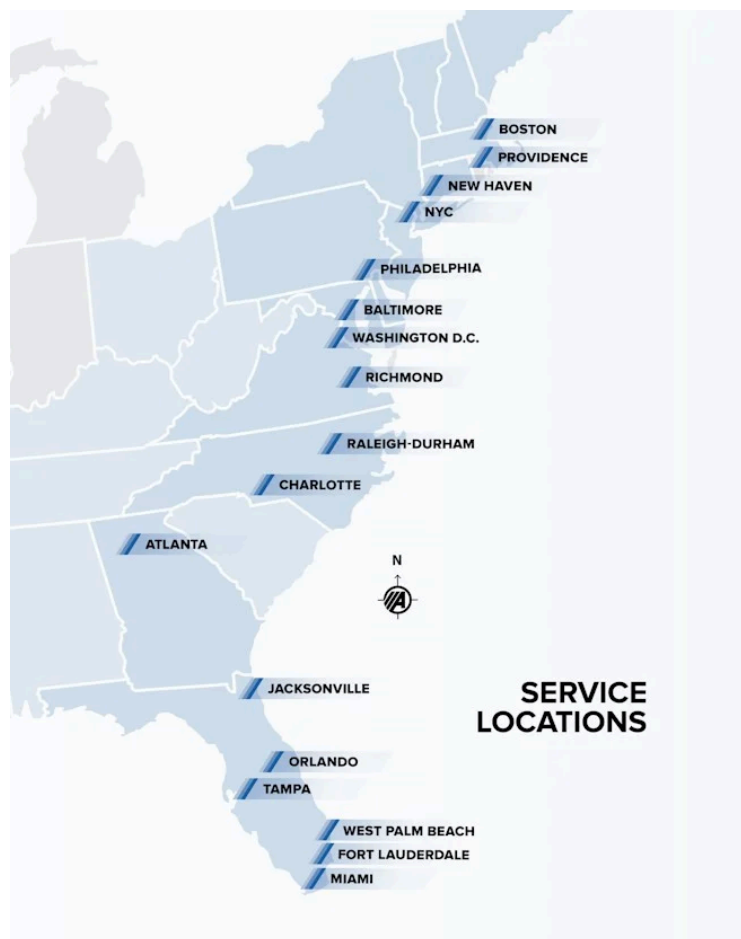 BOSTON
PROVIDENCE
NEW HAVEN
NYC
PHILADELPHIA
BALTIMORE
WASHINGTON D.C.
RICHMOND
RALEIGH-DURHAM
CHARLOTTE
ATLANTA
N
A
JACKSONVILLE
SERVICE
LOCATIONS
ORLANDO
TAMPA
WEST PALM BEACH
FORT LAUDERDALE
MIAMI